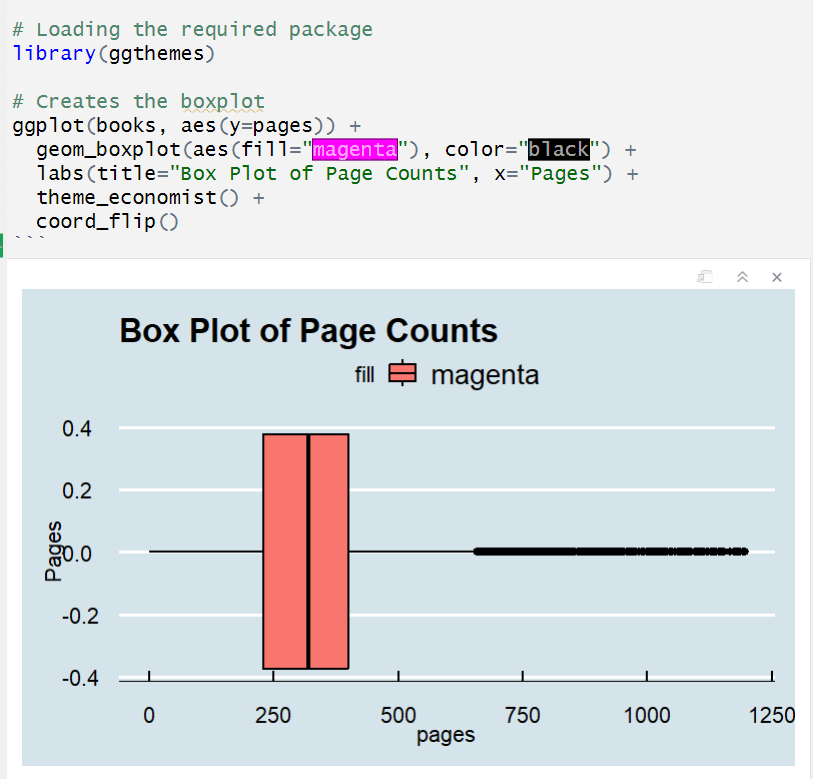 # Loading the required package
library(ggthemes)
# Creates the boxplot
ggplot(books, aes(y=pages)) +
  geom_boxplot(aes(fill="magenta"), color="black") +
  labs(title="Box Plot of Page Counts", x="Pages") +
  theme_economist() +
  coord_flip()
```
Box Plot of Page Counts
fill magenta
0.4
0.2
0.0
-0.2
-0.4
Pages
0 250 500 750 1000 1250
pages